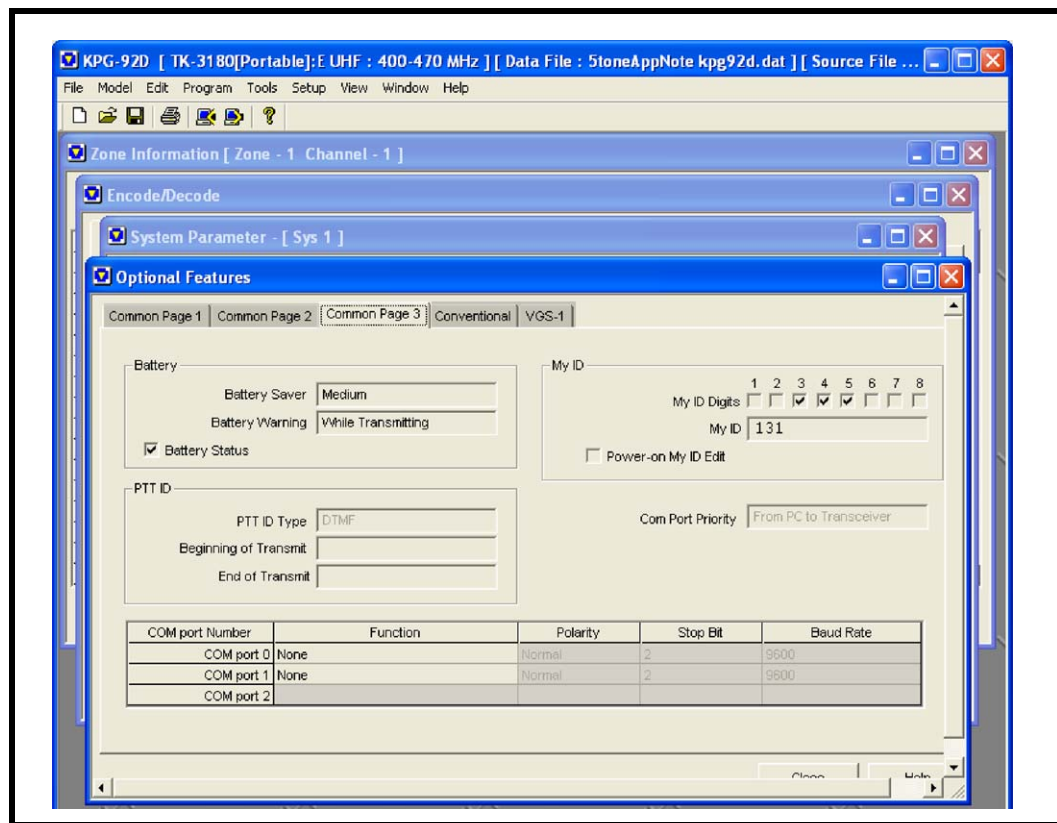 KPG-92D [ TK-3180[Portable]:E UHF : 400-470 MHz ] [ Data File : 5toneAppNote kpg92d.dat ] [ Source File ...
File Model Edit Program Tools Setup View Window Help
Zone Information [ Zone - 1 Channel - 1 ]
Encode/Decode
System Parameter - [ Sys 1 ]
Optional Features
Common Page 1 Common Page 2 Common Page 3 Conventional VGS-1
Battery
Battery Saver Medium
Battery Warning While Transmitting
Battery Status
My ID
1 2 3 4 5 6 7 8
My ID Digits
My ID 131
Power-on My ID Edit
PTT ID
PTT ID Type DTMF
Beginning of Transmit
End of Transmit
Com Port Priority From PC to Transceiver
COM port Number Function Polarity Stop Bit Baud Rate
COM port 0 None Normal 2 9600
COM port 1 None Normal 2 9600
COM port 2
Close Help